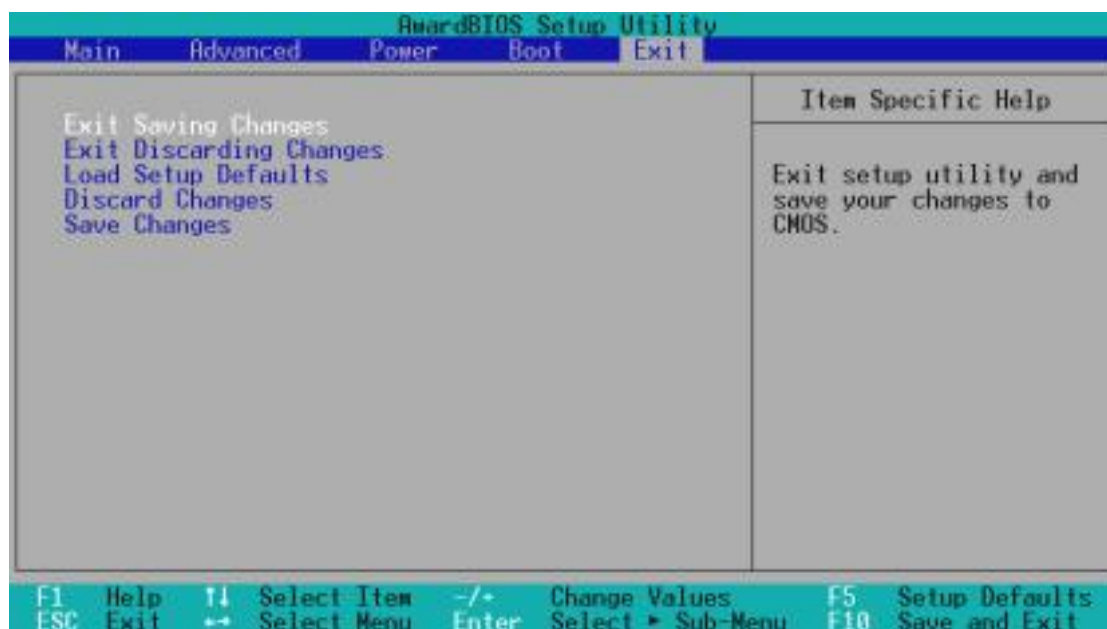 AwardBIOS Setup Utility
Main Advanced Power Boot Exit
Item Specific Help
Exit Saving Changes
Exit Discarding Changes
Load Setup Defaults
Discard Changes
Save Changes
Exit setup utility and
save your changes to
CMOS.
F1 Help ↑↓ Select Item -/+ Change Values F5 Setup Defaults
ESC Exit ←→ Select Menu Enter Select ► Sub-Menu F10 Save and Exit